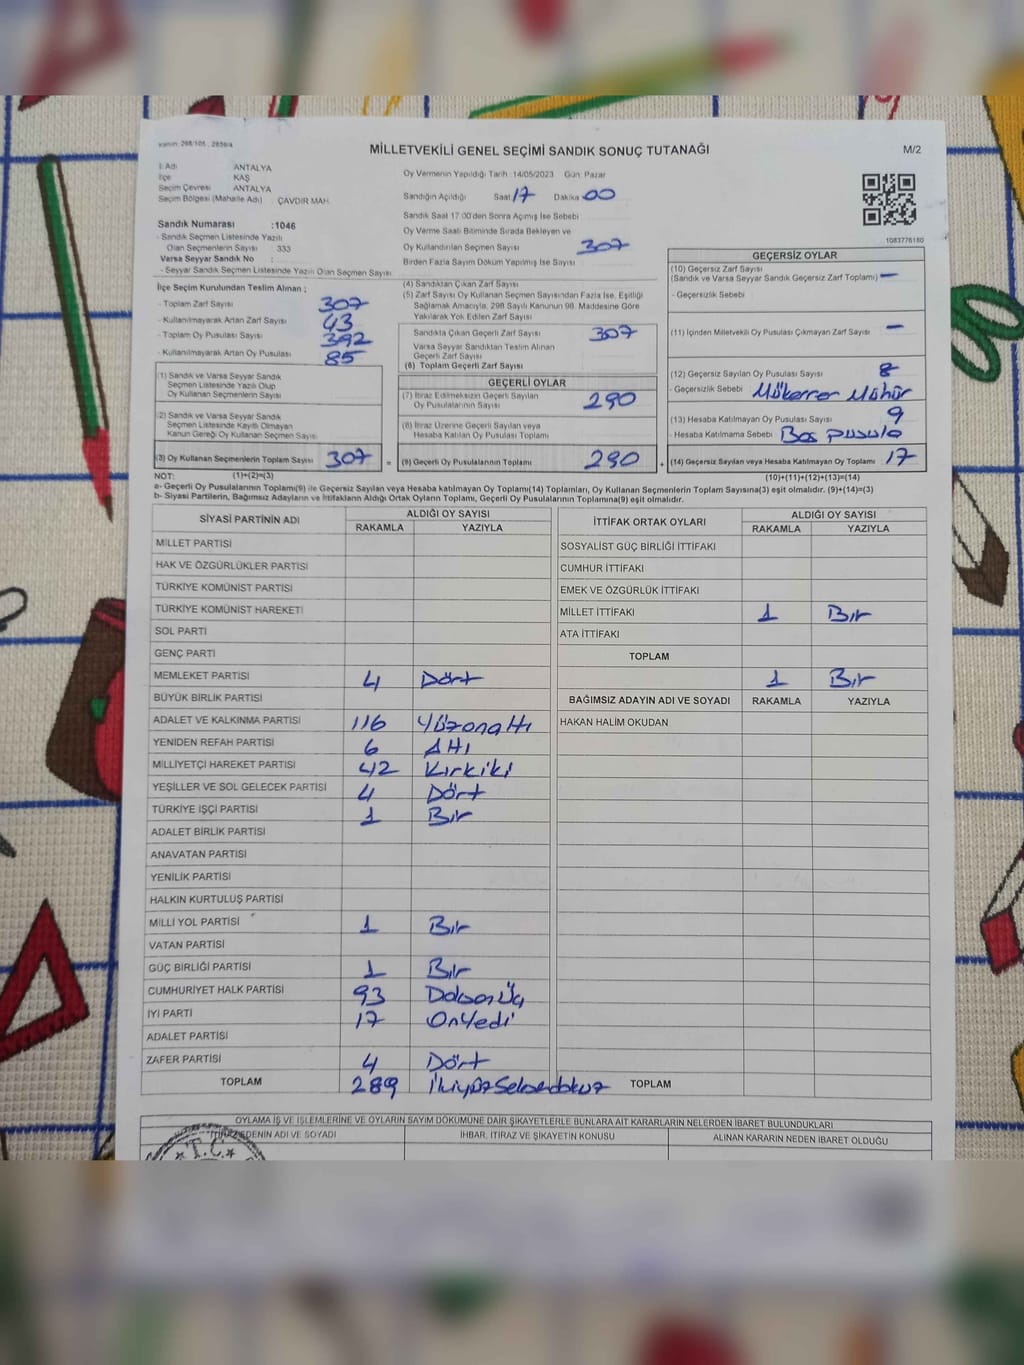 MİLLETVEKİLİ GENEL SEÇİMİ SANDIK SONUÇ TUTANAĞI
M/2
İl Adı ANTALYA
İlçe KAŞ
Seçim Çevresi ANTALYA
Seçim Bölgesi (Mahalle Adı) : ÇAVDIR MAH.
Sandık Numarası :1046
- Sandık Seçmen Listesinde Yazılı
Olan Seçmenlerin Sayısı : 333
Varsa Seyyar Sandık No :
- Seyyar Sandık Seçmen Listesinde Yazılı Olan Seçmen Sayısı
Oy Vermenin Yapıldığı Tarih :14/05/2023 Gün: Pazar
Sandığın Açıldığı Saat 17 Dakika 00
Sandık Saat 17.00'den Sonra Açılmış İse Sebebi
Oy Verme Saati Bitiminde Sırada Bekleyen ve
Oy Kullandırılan Seçmen Sayısı 307
Birden Fazla Sayım Döküm Yapılmış İse Sayısı
1083776180
İlçe Seçim Kurulundan Teslim Alınan ;
- Toplam Zarf Sayısı 307
- Kullanılmayarak Artan Zarf Sayısı 43
- Toplam Oy Pusulası Sayısı 392
- Kullanılmayarak Artan Oy Pusulası 85
(1) Sandık ve Varsa Seyyar Sandık
Seçmen Listesinde Yazılı Olup
Oy Kullanan Seçmenlerin Sayısı
(2) Sandık ve Varsa Seyyar Sandık
Seçmen Listesinde Kayıtlı Olmayan
Kanun Gereği Oy Kullanan Seçmen Sayısı
(3) Oy Kullanan Seçmenlerin Toplam Sayısı 307 =
(1)+(2)=(3)
(4) Sandıktan Çıkan Zarf Sayısı
(5) Zarf Sayısı Oy Kullanan Seçmen Sayısından Fazla İse, Eşitliği
Sağlamak Amacıyla, 298 Sayılı Kanunun 98. Maddesine Göre
Yakılarak Yok Edilen Zarf Sayısı
Sandıkta Çıkan Geçerli Zarf Sayısı 307
Varsa Seyyar Sandıktan Teslim Alınan
Geçerli Zarf Sayısı
(6) Toplam Geçerli Zarf Sayısı
GEÇERLİ OYLAR
(7) İtiraz Edilmeksizin Geçerli Sayılan
Oy Pusulalarının Sayısı 290
(8) İtiraz Üzerine Geçerli Sayılan veya
Hesaba Katılan Oy Pusulası Toplamı
(9) Geçerli Oy Pusulalarının Toplamı 290 +
GEÇERSİZ OYLAR
(10) Geçersiz Zarf Sayısı
(Sandık ve Varsa Seyyar Sandık Geçersiz Zarf Toplamı) —
- Geçersizlik Sebebi :
(11) İçinden Milletvekili Oy Pusulası Çıkmayan Zarf Sayısı —
(12) Geçersiz Sayılan Oy Pusulası Sayısı 8
- Geçersizlik Sebebi : Mükerrer Mühür
(13) Hesaba Katılmayan Oy Pusulası Sayısı 9
- Hesaba Katılmama Sebebi : Boş pusula
(14) Geçersiz Sayılan veya Hesaba Katılmayan Oy Toplamı 17
(10)+(11)+(12)+(13)=(14)
NOT:
a- Geçerli Oy Pusulalarının Toplamı(9) ile Geçersiz Sayılan veya Hesaba katılmayan Oy Toplamı(14) Toplamları, Oy Kullanan Seçmenlerin Toplam Sayısına(3) eşit olmalıdır. (9)+(14)=(3)
b- Siyasi Partilerin, Bağımsız Adayların ve İttifakların Aldığı Ortak Oyların Toplamı, Geçerli Oy Pusulalarının Toplamına(9) eşit olmalıdır.
SİYASİ PARTİNİN ADI ALDIĞI OY SAYISI
RAKAMLA YAZIYLA
MİLLET PARTİSİ
HAK VE ÖZGÜRLÜKLER PARTİSİ
TÜRKİYE KOMÜNİST PARTİSİ
TÜRKİYE KOMÜNİST HAREKETİ
SOL PARTİ
GENÇ PARTİ
MEMLEKET PARTİSİ 4 Dört
BÜYÜK BİRLİK PARTİSİ
ADALET VE KALKINMA PARTİSİ 116 Yüzonaltı
YENİDEN REFAH PARTİSİ 6 Altı
MİLLİYETÇİ HAREKET PARTİSİ 42 Kırkiki
YEŞİLLER VE SOL GELECEK PARTİSİ 4 Dört
TÜRKİYE İŞÇİ PARTİSİ 1 Bir
ADALET BİRLİK PARTİSİ
ANAVATAN PARTİSİ
YENİLİK PARTİSİ
HALKIN KURTULUŞ PARTİSİ
MİLLİ YOL PARTİSİ 1 Bir
VATAN PARTİSİ
GÜÇ BİRLİĞİ PARTİSİ 1 Bir
CUMHURİYET HALK PARTİSİ 93 DoksanÜç
İYİ PARTİ 17 OnYedi
ADALET PARTİSİ
ZAFER PARTİSİ 4 Dört
TOPLAM 289 İkiyüzSeksendokuz
İTTİFAK ORTAK OYLARI ALDIĞI OY SAYISI
RAKAMLA YAZIYLA
SOSYALİST GÜÇ BİRLİĞİ İTTİFAKI
CUMHUR İTTİFAKI
EMEK VE ÖZGÜRLÜK İTTİFAKI
MİLLET İTTİFAKI 1 Bir
ATA İTTİFAKI
TOPLAM 1 Bir
BAĞIMSIZ ADAYIN ADI VE SOYADI RAKAMLA YAZIYLA
HAKAN HALİM OKUDAN
TOPLAM
OYLAMA İŞ VE İŞLEMLERİNE VE OYLARIN SAYIM DÖKÜMÜNE DAİR ŞİKAYETLERLE BUNLARA AİT KARARLARIN NELERDEN İBARET BULUNDUKLARI
İTİRAZ EDENİN ADI VE SOYADI İHBAR, İTİRAZ VE ŞİKAYETİN KONUSU ALINAN KARARIN NEDEN İBARET OLDUĞU
T.C.